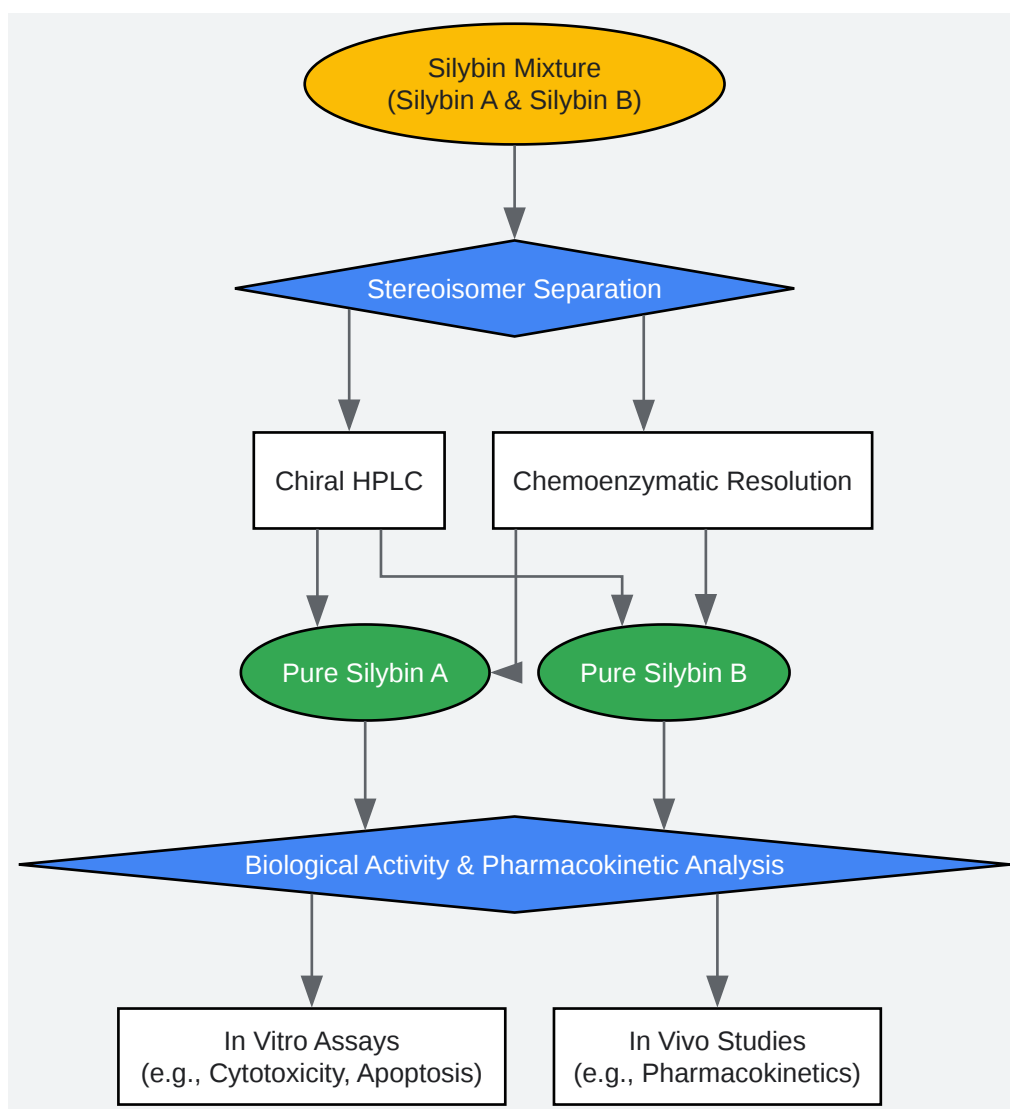 Silybin Mixture
(Silybin A & Silybin B)
Stereoisomer Separation
Chiral HPLC
Chemoenzymatic Resolution
Pure Silybin A
Pure Silybin B
Biological Activity & Pharmacokinetic Analysis
In Vitro Assays
(e.g., Cytotoxicity, Apoptosis)
In Vivo Studies
(e.g., Pharmacokinetics)